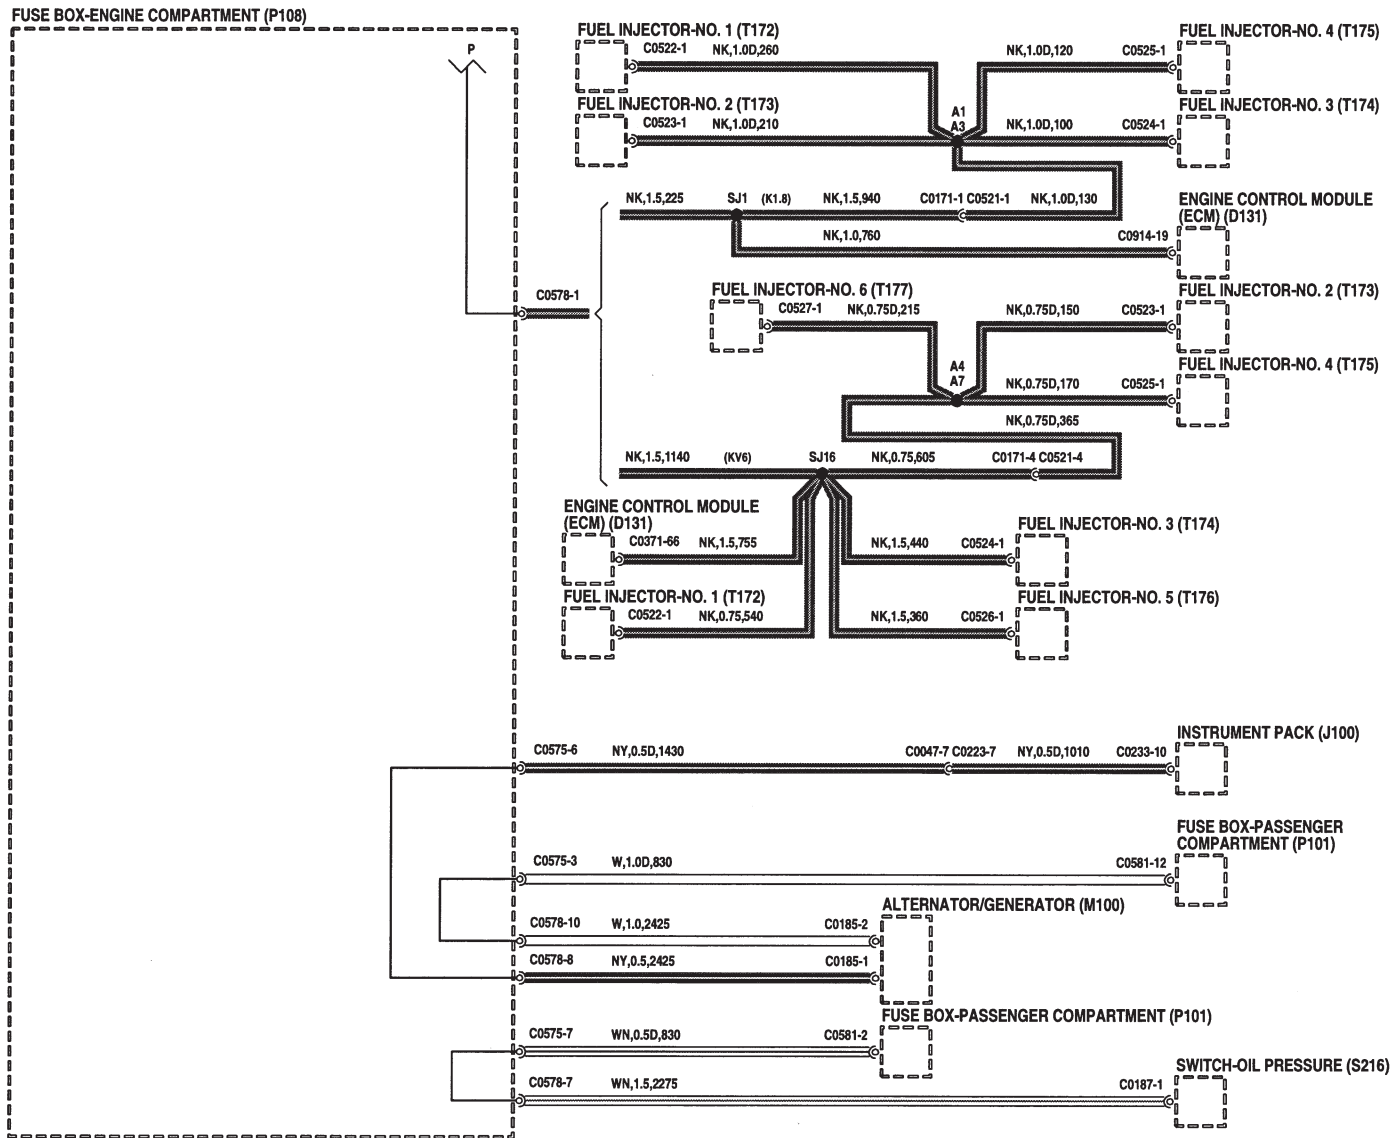 FUSE BOX-ENGINE COMPARTMENT (P108)
P
FUEL INJECTOR-NO. 1 (T172)
C0522-1 NK,1.0D,260
NK,1.0D,120 C0525-1
FUEL INJECTOR-NO. 4 (T175)
FUEL INJECTOR-NO. 2 (T173)
C0523-1 NK,1.0D,210
A1
A3
NK,1.0D,100 C0524-1
FUEL INJECTOR-NO. 3 (T174)
NK,1.5,225 SJ1 (K1.8) NK,1.5,940 C0171-1 C0521-1 NK,1.0D,130
ENGINE CONTROL MODULE
(ECM) (D131)
NK,1.0,760 C0914-19
C0578-1
FUEL INJECTOR-NO. 6 (T177)
C0527-1 NK,0.75D,215
NK,0.75D,150 C0523-1
FUEL INJECTOR-NO. 2 (T173)
A4
A7
NK,0.75D,170 C0525-1
FUEL INJECTOR-NO. 4 (T175)
NK,0.75D,365
NK,1.5,1140 (KV6) SJ16 NK,0.75,605 C0171-4 C0521-4
ENGINE CONTROL MODULE
(ECM) (D131)
C0371-66 NK,1.5,755
NK,1.5,440 C0524-1
FUEL INJECTOR-NO. 3 (T174)
FUEL INJECTOR-NO. 1 (T172)
C0522-1 NK,0.75,540
NK,1.5,360 C0526-1
FUEL INJECTOR-NO. 5 (T176)
C0575-6 NY,0.5D,1430 C0047-7 C0223-7 NY,0.5D,1010 C0233-10
INSTRUMENT PACK (J100)
C0575-3 W,1.0D,830 C0581-12
FUSE BOX-PASSENGER
COMPARTMENT (P101)
C0578-10 W,1.0,2425 C0185-2
ALTERNATOR/GENERATOR (M100)
C0578-8 NY,0.5,2425 C0185-1
C0575-7 WN,0.5D,830 C0581-2
FUSE BOX-PASSENGER COMPARTMENT (P101)
C0578-7 WN,1.5,2275 C0187-1
SWITCH-OIL PRESSURE (S216)